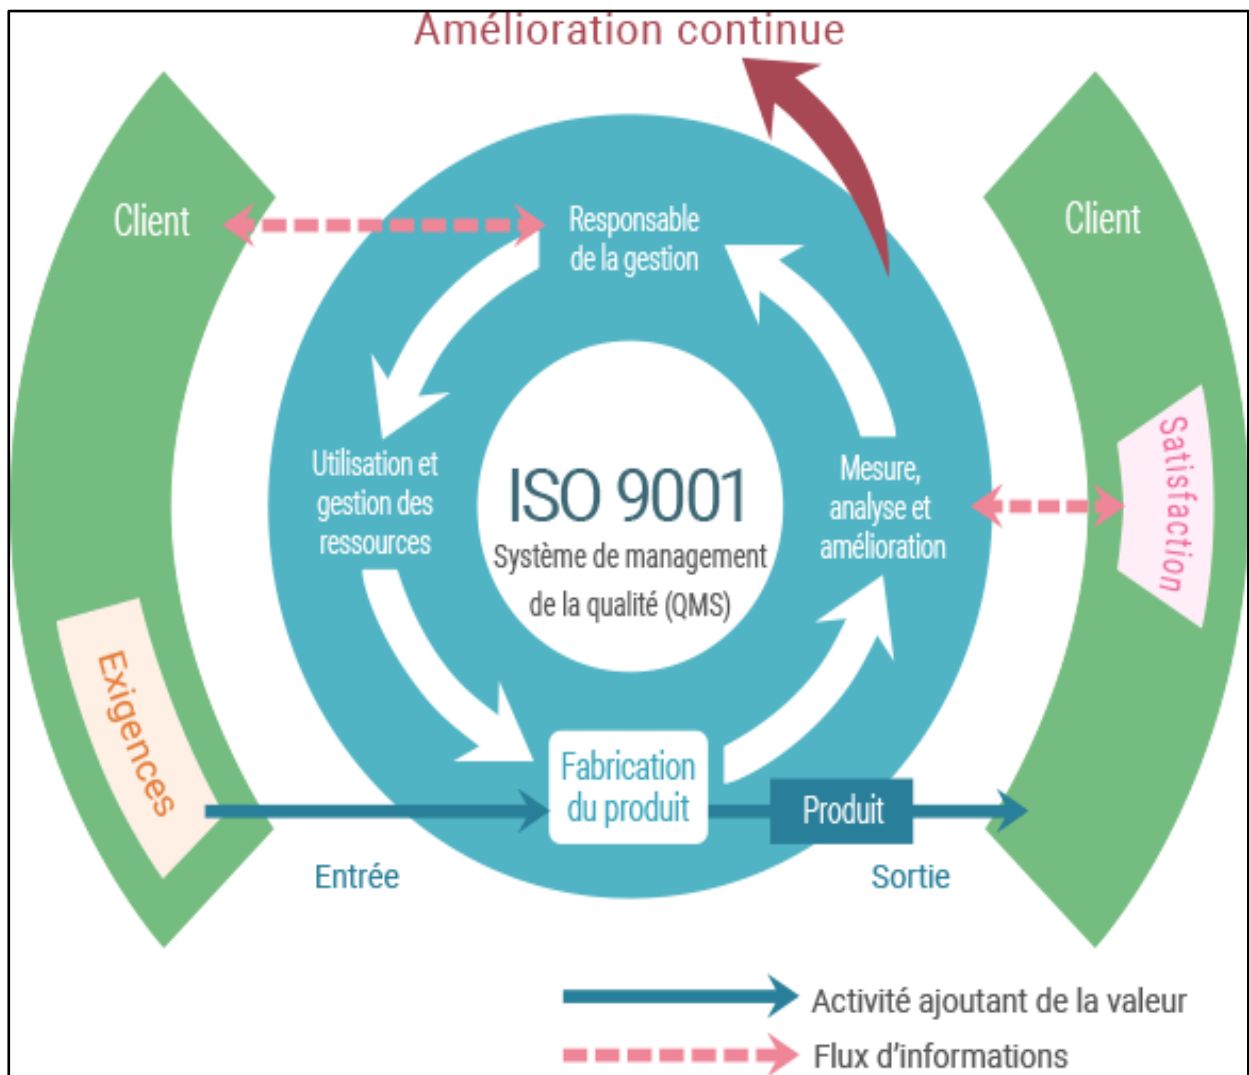 Amélioration continue
Client
Responsable
de la gestion
Client
Utilisation et
gestion des
ressources
ISO 9001
Système de management
de la qualité (QMS)
Mesure,
analyse et
amélioration
Satisfaction
Exigences
Fabrication
du produit
Produit
Entrée
Sortie
Activité ajoutant de la valeur
Flux d'informations